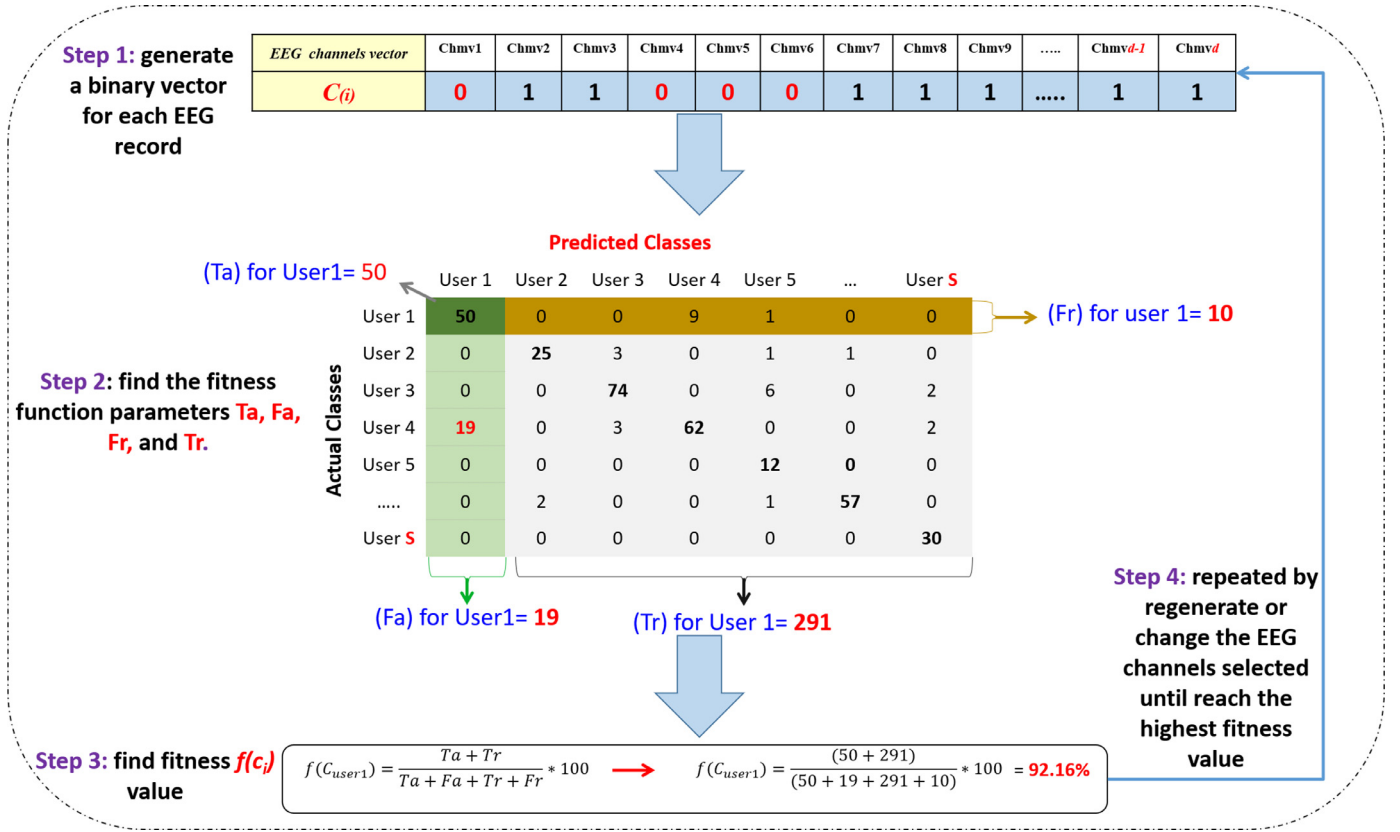 Step 1: generate
a binary vector
for each EEG
record
EEG channels vector Chmv1 Chmv2 Chmv3 Chmv4 Chmv5 Chmv6 Chmv7 Chmv8 Chmv9 ..... Chmvd-1 Chmvd
C(i) 0 1 1 0 0 0 1 1 1 ..... 1 1
Predicted Classes
(Ta) for User1= 50
User 1 User 2 User 3 User 4 User 5 ... User S
Actual Classes
User 1 50 0 0 9 1 0 0
(Fr) for user 1= 10
User 2 0 25 3 0 1 1 0
User 3 0 0 74 0 6 0 2
User 4 19 0 3 62 0 0 2
User 5 0 0 0 0 12 0 0
..... 0 2 0 0 1 57 0
User S 0 0 0 0 0 0 30
Step 2: find the fitness
function parameters Ta, Fa,
Fr, and Tr.
(Fa) for User1= 19
(Tr) for User 1= 291
Step 4: repeated by
regenerate or
change the EEG
channels selected
until reach the
highest fitness
value
Step 3: find fitness f(ci)
value
f(Cuser1) = (Ta + Tr) / (Ta + Fa + Tr + Fr) * 100
f(Cuser1) = (50 + 291) / (50 + 19 + 291 + 10) * 100 = 92.16%